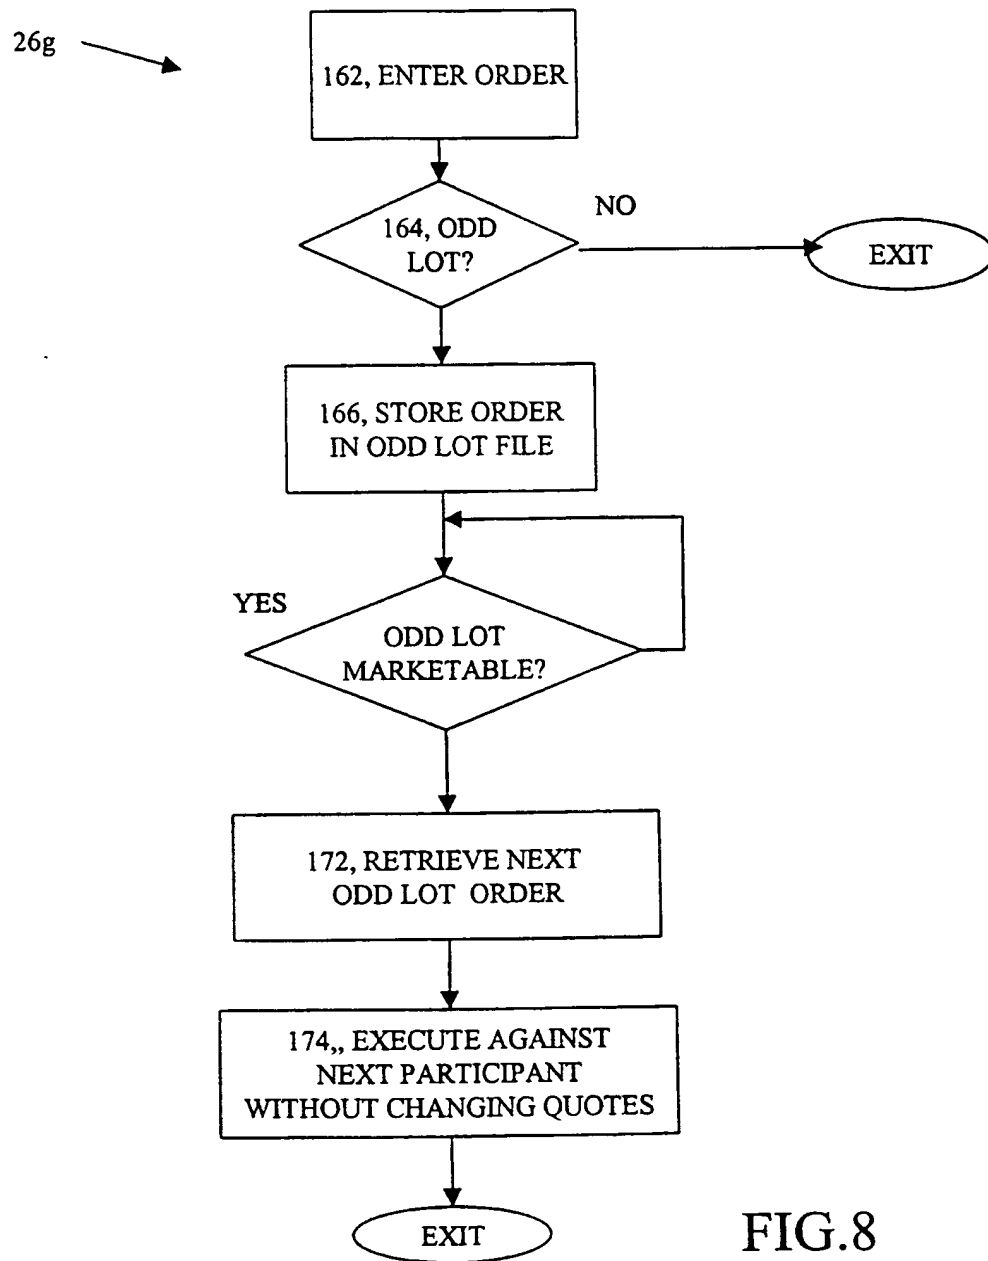 26g
162, ENTER ORDER
164, ODD
LOT?
NO
EXIT
166, STORE ORDER
IN ODD LOT FILE
YES
ODD LOT
MARKETABLE?
172, RETRIEVE NEXT
ODD LOT ORDER
174,, EXECUTE AGAINST
NEXT PARTICIPANT
WITHOUT CHANGING QUOTES
EXIT
FIG.8